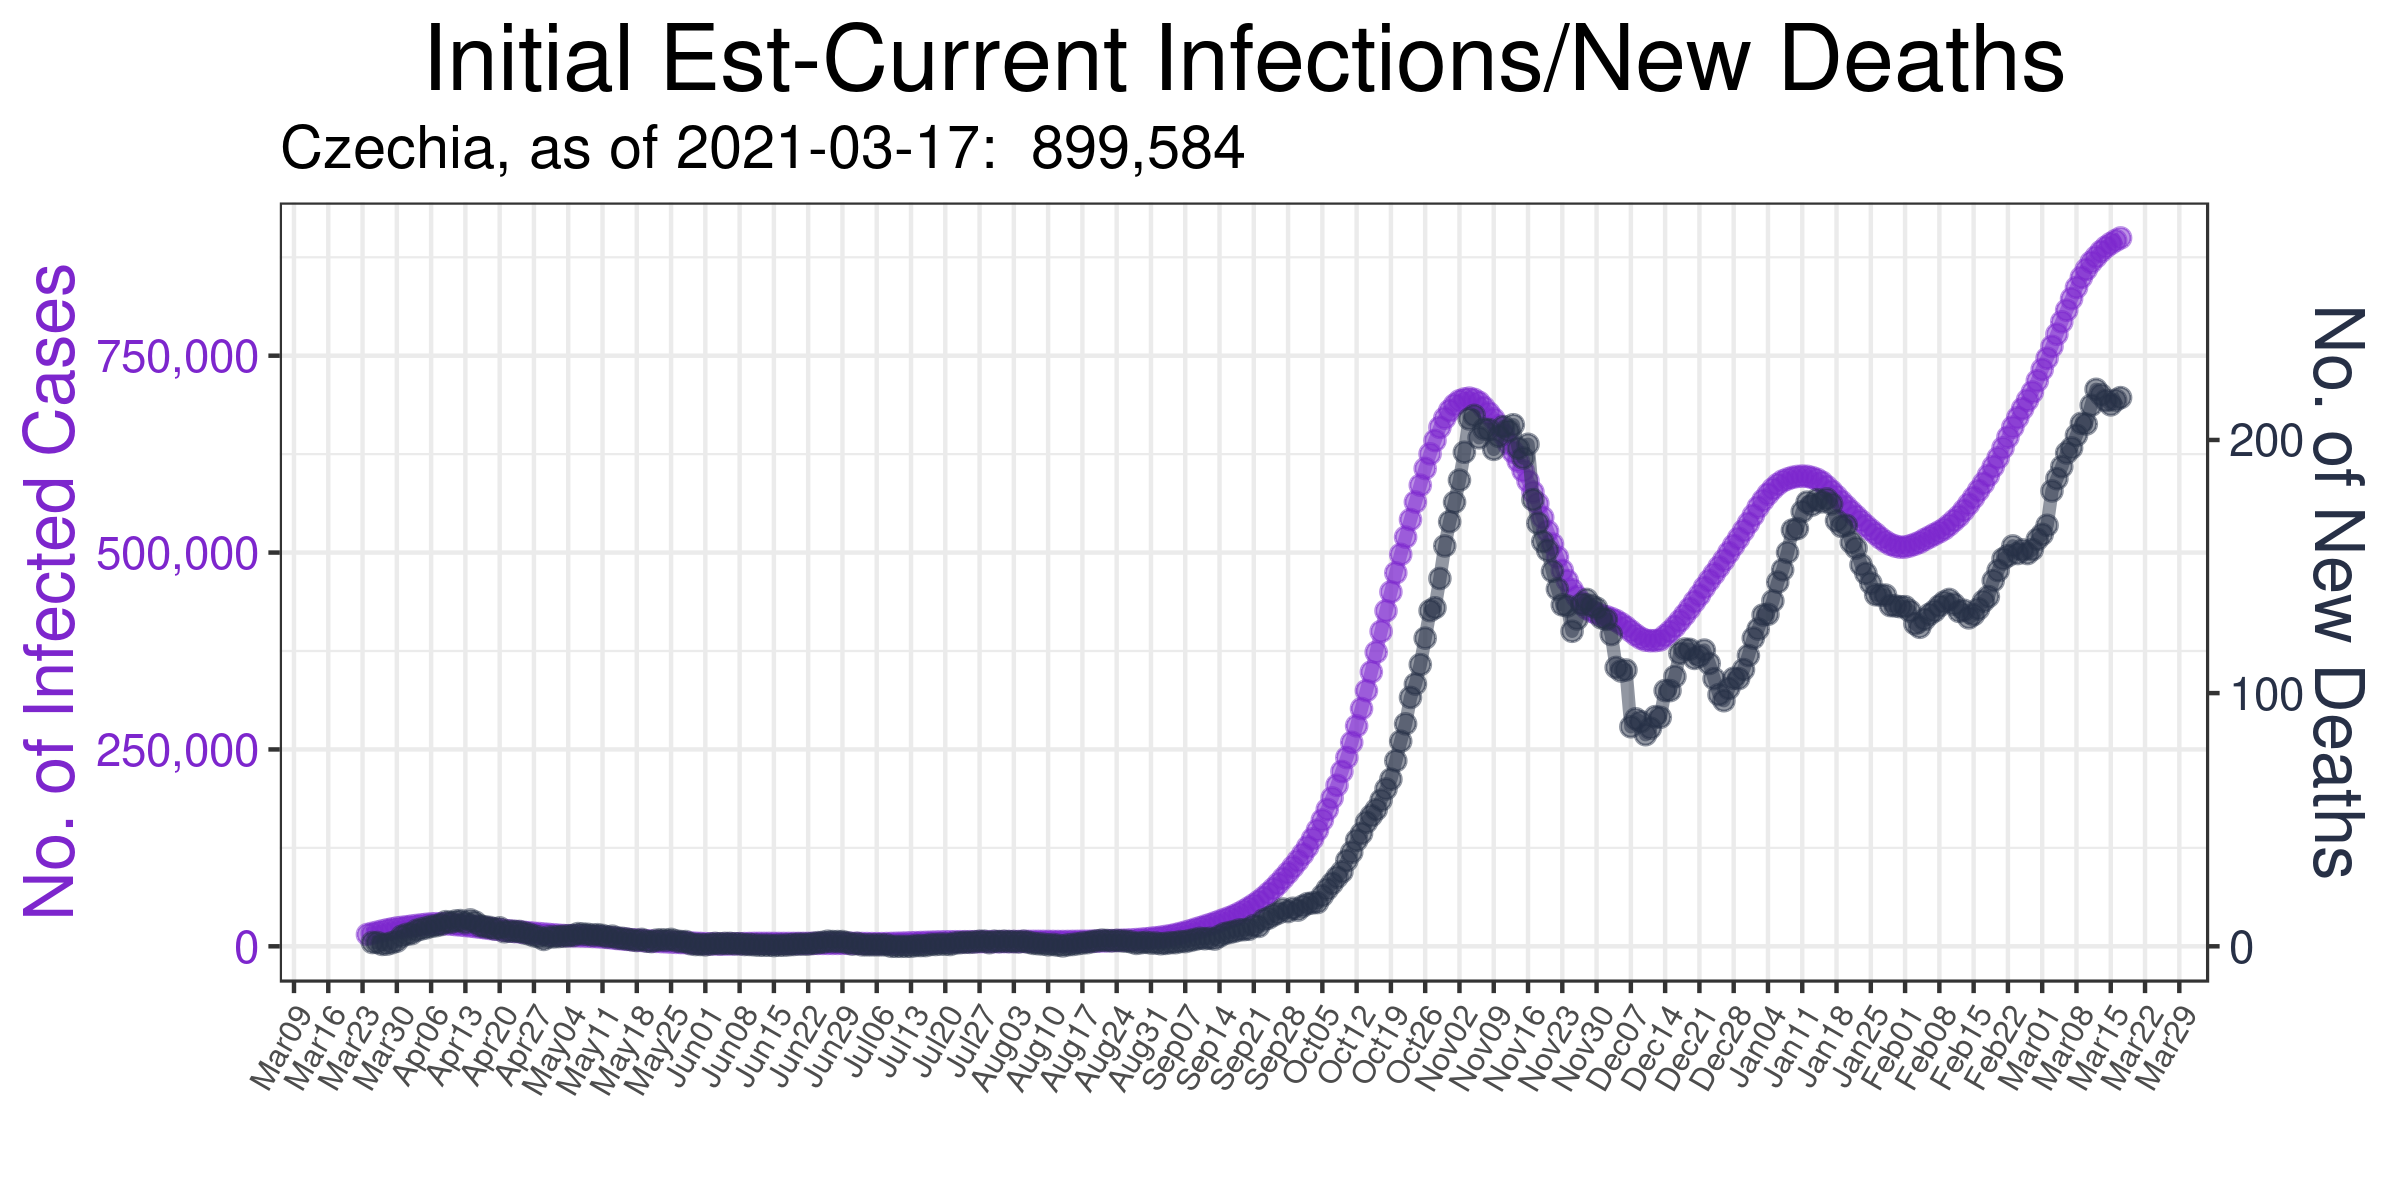 Initial Est-Current Infections/New Deaths
Czechia, as of 2021-03-17:  899,584
No. of Infected Cases
750,000
500,000
250,000
0
200
100
0
No. of New Deaths
Mar09
Mar16
Mar23
Mar30
Apr06
Apr13
Apr20
Apr27
May04
May11
May18
May25
Jun01
Jun08
Jun15
Jun22
Jun29
Jul06
Jul13
Jul20
Jul27
Aug03
Aug10
Aug17
Aug24
Aug31
Sep07
Sep14
Sep21
Sep28
Oct05
Oct12
Oct19
Oct26
Nov02
Nov09
Nov16
Nov23
Nov30
Dec07
Dec14
Dec21
Dec28
Jan04
Jan11
Jan18
Jan25
Feb01
Feb08
Feb15
Feb22
Mar01
Mar08
Mar15
Mar22
Mar29